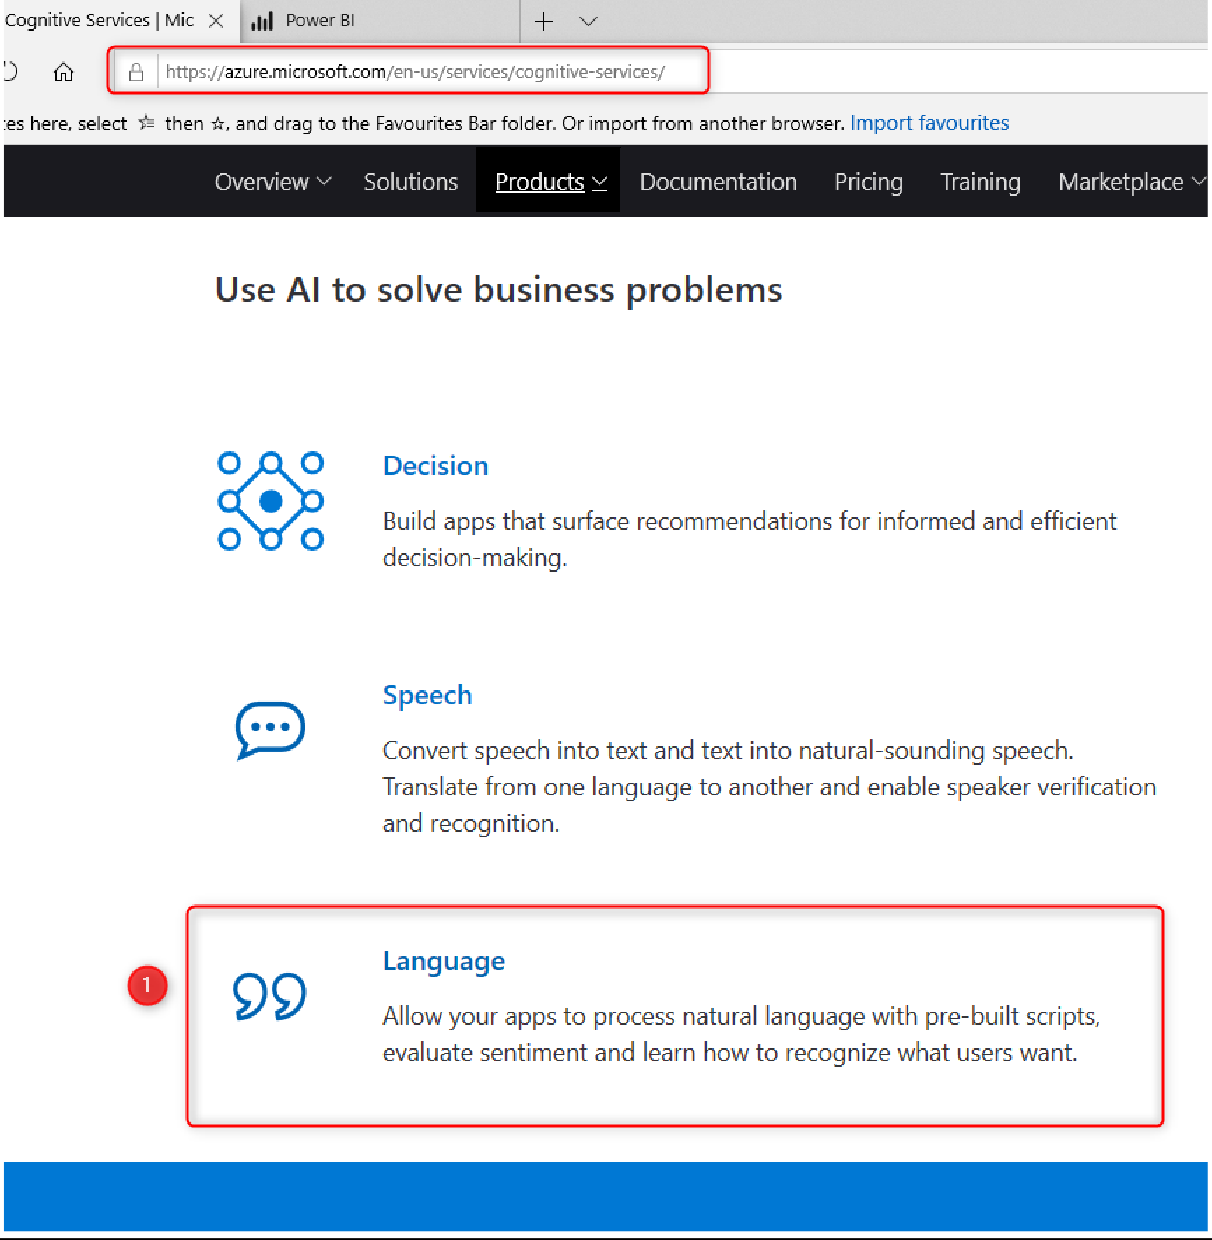 Cognitive Services | Mic
Power BI
https://azure.microsoft.com/en-us/services/cognitive-services/
here, select then , and drag to the Favourites Bar folder. Or import from another browser. Import favourites
Overview Solutions Products Documentation Pricing Training Marketplace
Use AI to solve business problems
Decision
Build apps that surface recommendations for informed and efficient
decision-making.
Speech
Convert speech into text and text into natural-sounding speech.
Translate from one language to another and enable speaker verification
and recognition.
1
Language
Allow your apps to process natural language with pre-built scripts,
evaluate sentiment and learn how to recognize what users want.